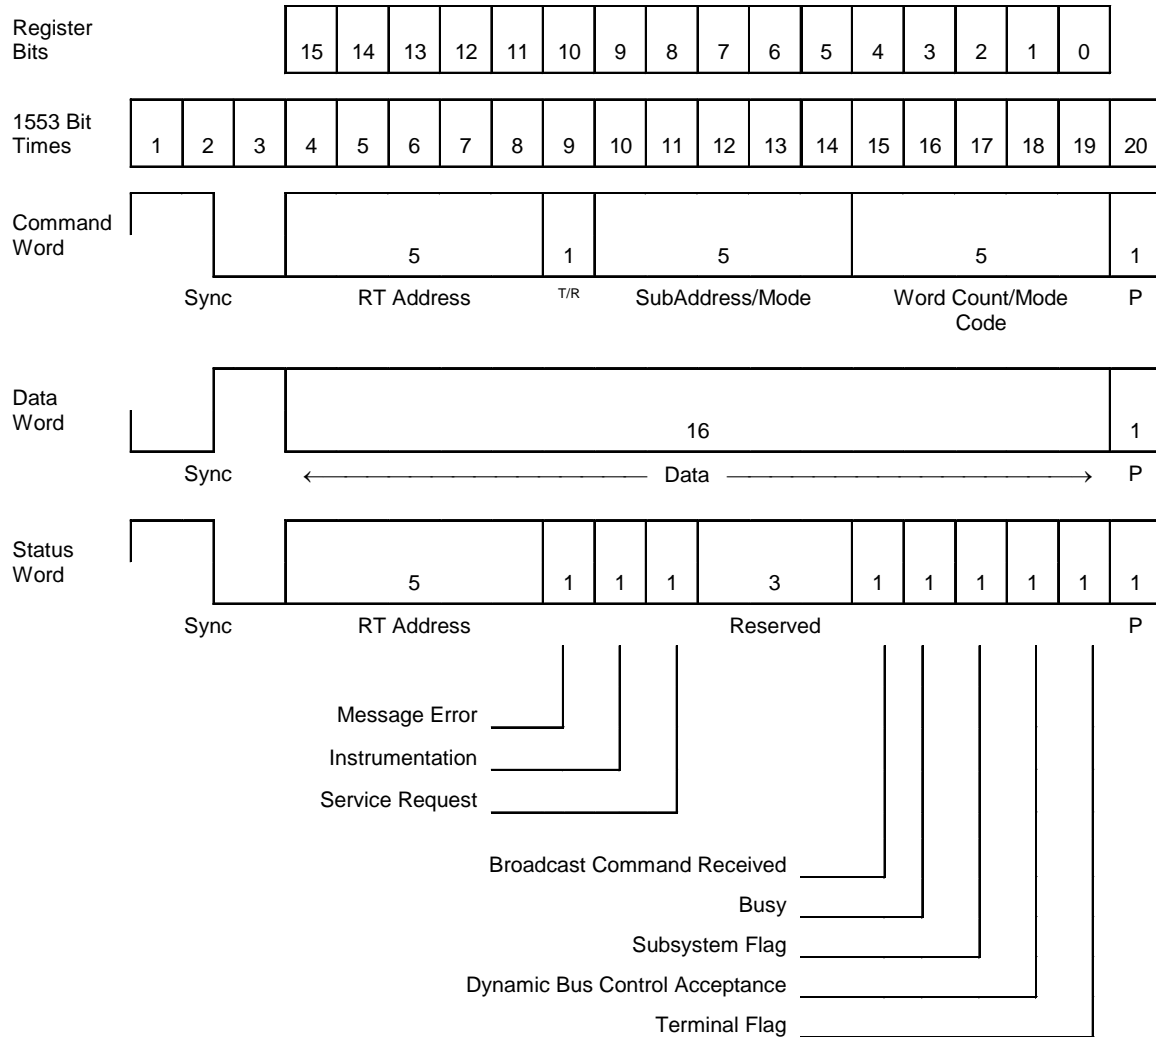 Register
Bits
15 14 13 12 11 10 9 8 7 6 5 4 3 2 1 0
1553 Bit
Times
1 2 3 4 5 6 7 8 9 10 11 12 13 14 15 16 17 18 19 20
Command
Word
5 1 5 5 1
Sync RT Address T/R SubAddress/Mode Word Count/Mode P
Code
Data
Word
16 1
Sync Data P
Status
Word
5 1 1 1 3 1 1 1 1 1 1
Sync RT Address Reserved P
Message Error
Instrumentation
Service Request
Broadcast Command Received
Busy
Subsystem Flag
Dynamic Bus Control Acceptance
Terminal Flag